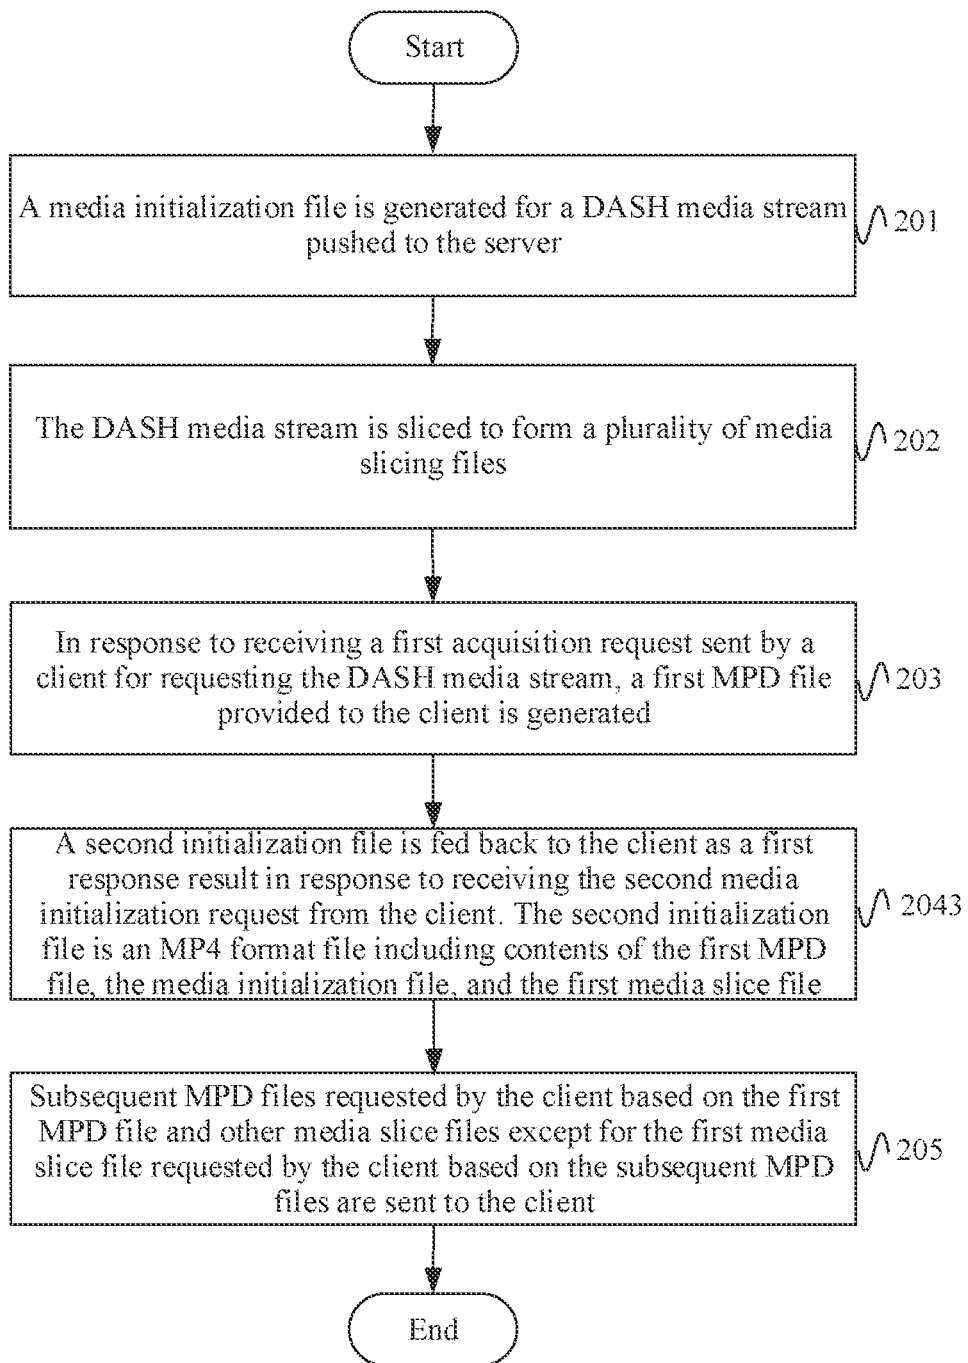 Start
A media initialization file is generated for a DASH media stream
pushed to the server
201
The DASH media stream is sliced to form a plurality of media
slicing files
202
In response to receiving a first acquisition request sent by a
client for requesting the DASH media stream, a first MPD file
provided to the client is generated
203
A second initialization file is fed back to the client as a first
response result in response to receiving the second media
initialization request from the client. The second initialization
file is an MP4 format file including contents of the first MPD
file, the media initialization file, and the first media slice file
2043
Subsequent MPD files requested by the client based on the first
MPD file and other media slice files except for the first media
slice file requested by the client based on the subsequent MPD
files are sent to the client
205
End